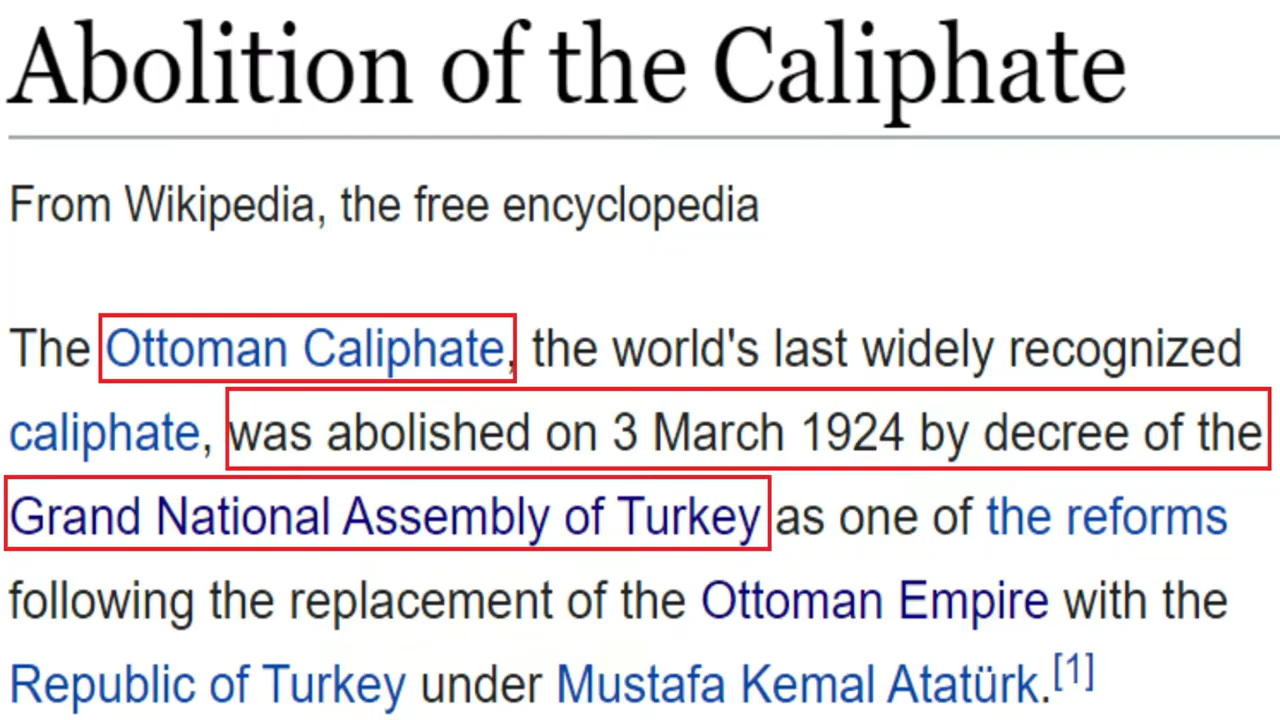 Abolition of the Caliphate
From Wikipedia, the free encyclopedia
The Ottoman Caliphate, the world's last widely recognized
caliphate, was abolished on 3 March 1924 by decree of the
Grand National Assembly of Turkey as one of the reforms
following the replacement of the Ottoman Empire with the
Republic of Turkey under Mustafa Kemal Atatürk.[1]